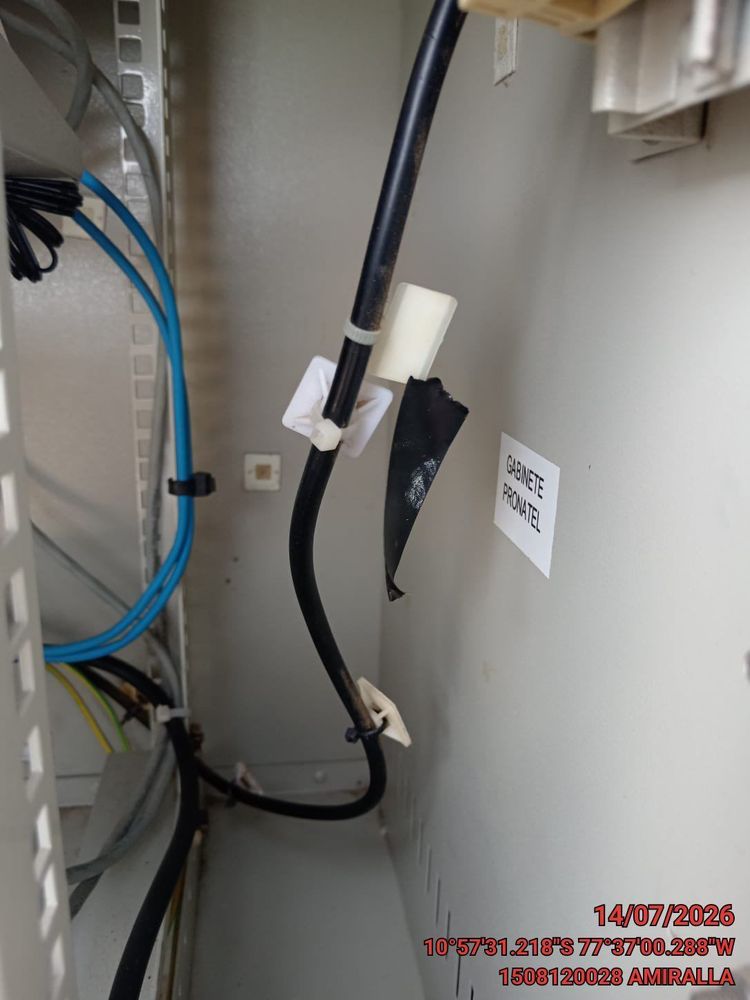 GABINETE
PRONATEL
14/07/2026
10°57'31.218"S 77°37'00.288"W
1508120028 AMIRALLA